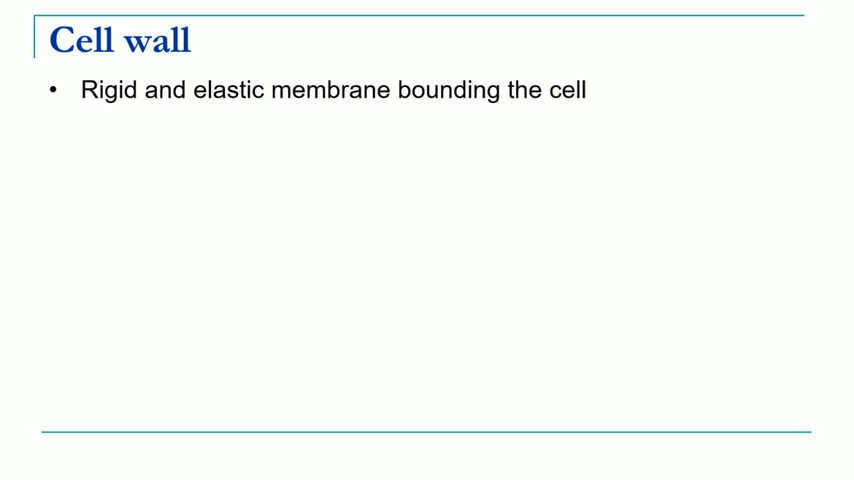 Cell wall
• Rigid and elastic membrane bounding the cell